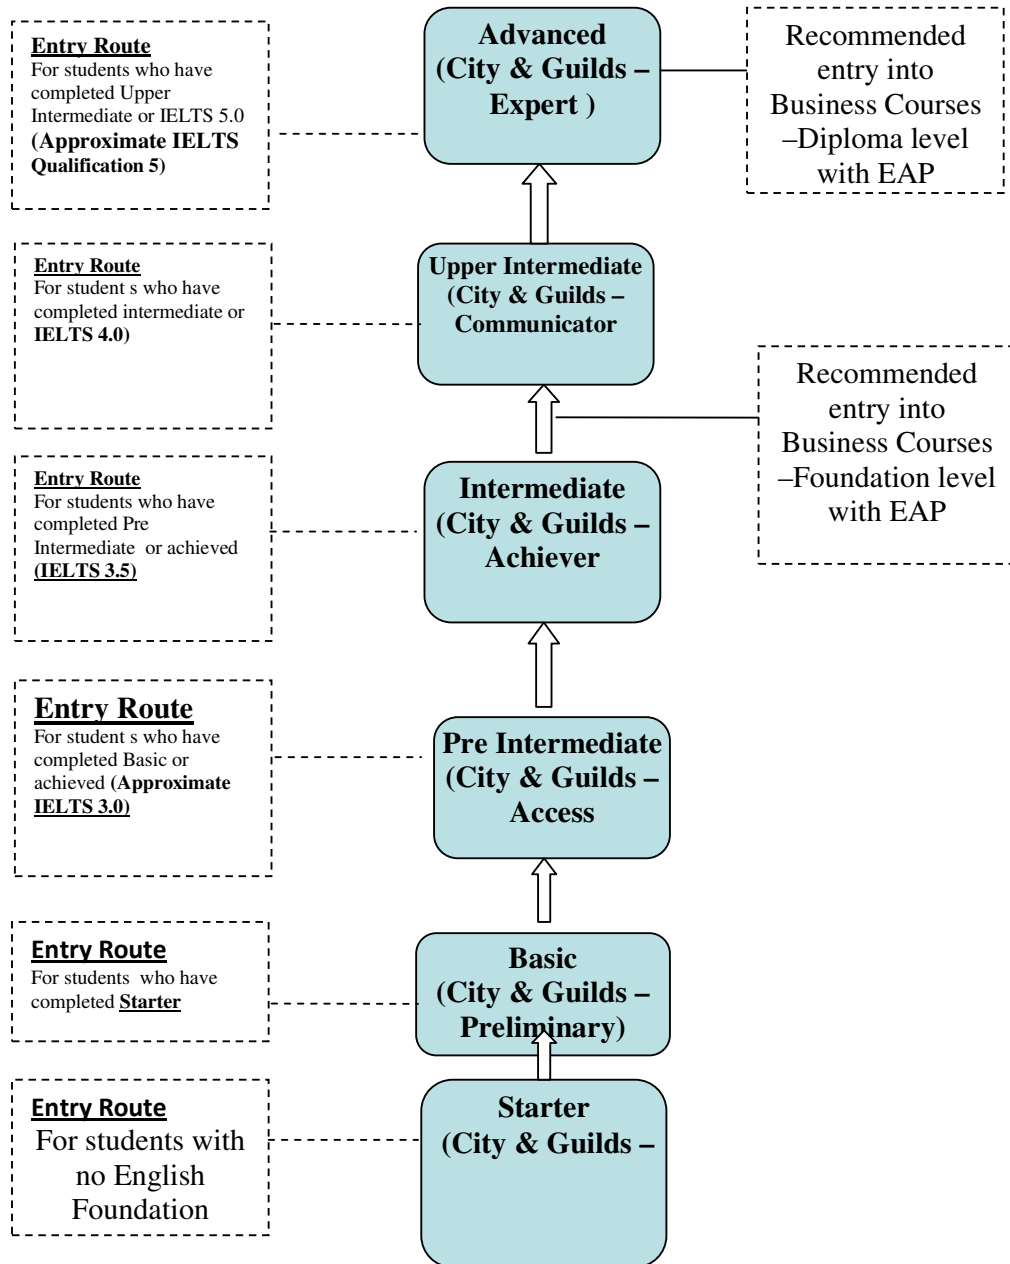 Entry Route
For students who have
completed Upper
Intermediate or IELTS 5.0
(Approximate IELTS
Qualification 5)
Advanced
(City & Guilds –
Expert )
Recommended
entry into
Business Courses
–Diploma level
with EAP
Entry Route
For student s who have
completed intermediate or
IELTS 4.0)
Upper Intermediate
(City & Guilds –
Communicator
Recommended
entry into
Business Courses
–Foundation level
with EAP
Entry Route
For students who have
completed Pre
Intermediate or achieved
(IELTS 3.5)
Intermediate
(City & Guilds –
Achiever
Entry Route
For student s who have
completed Basic or
achieved (Approximate
IELTS 3.0)
Pre Intermediate
(City & Guilds –
Access
Entry Route
For students who have
completed Starter
Basic
(City & Guilds –
Preliminary)
Entry Route
For students with
no English
Foundation
Starter
(City & Guilds –